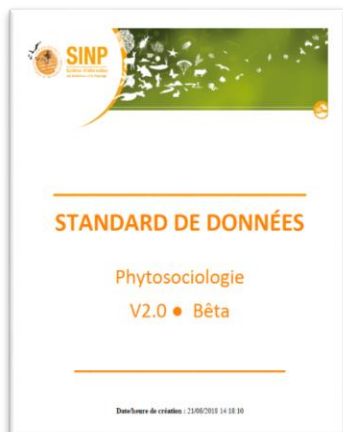 SINP
STANDARD DE DONNÉES
Phytosociologie
V2.0 ● Bêta
Date/heure de création : 21/08/2018 14:18:10